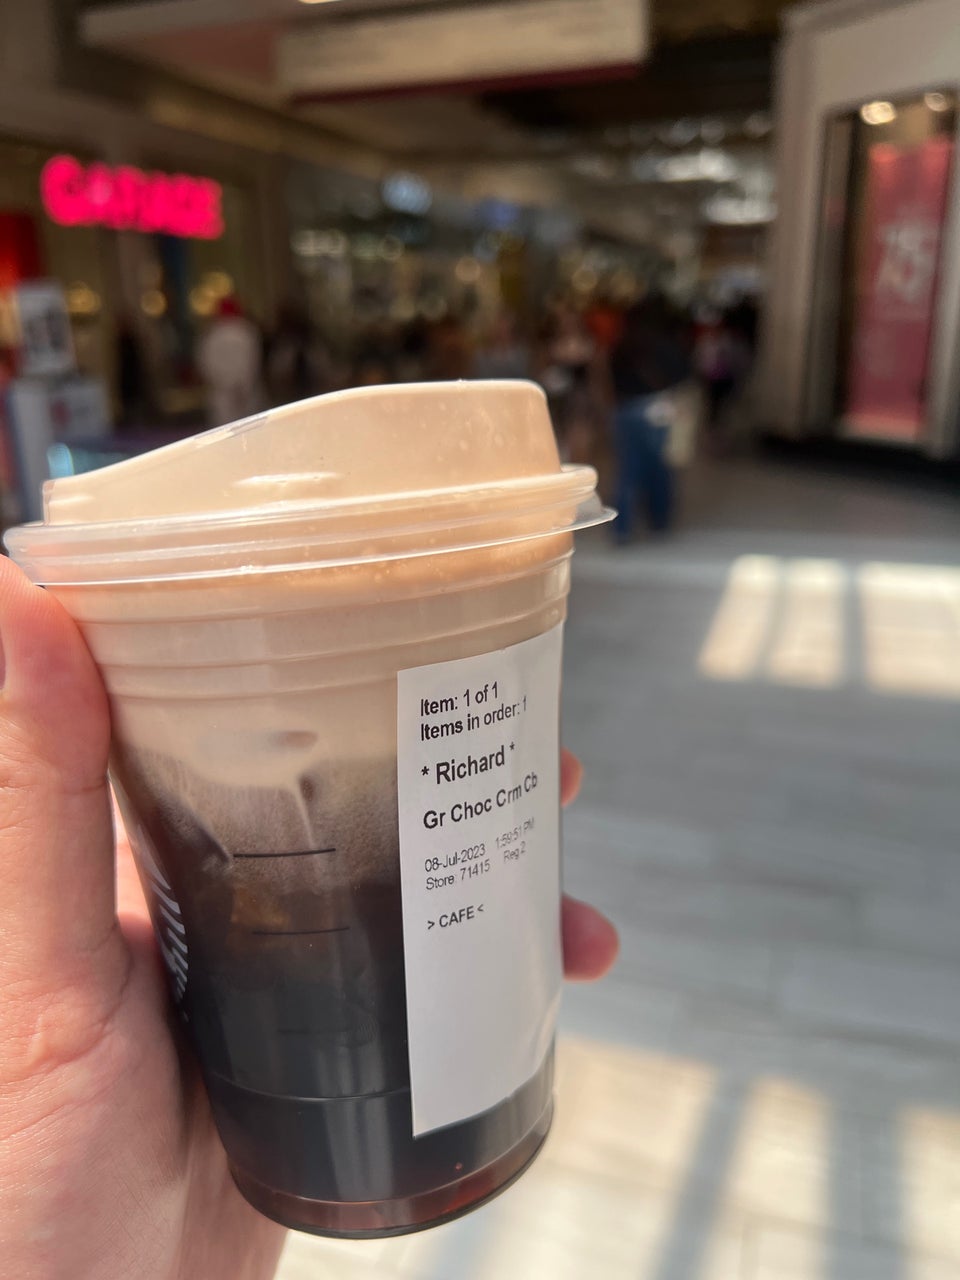 GARAGE
Item: 1 of 1
Items in order: 1
* Richard *
Gr Choc Crm Cb
08-Jul-2023 1:59:51 PM
Store: 71415 Reg 2
> CAFE <